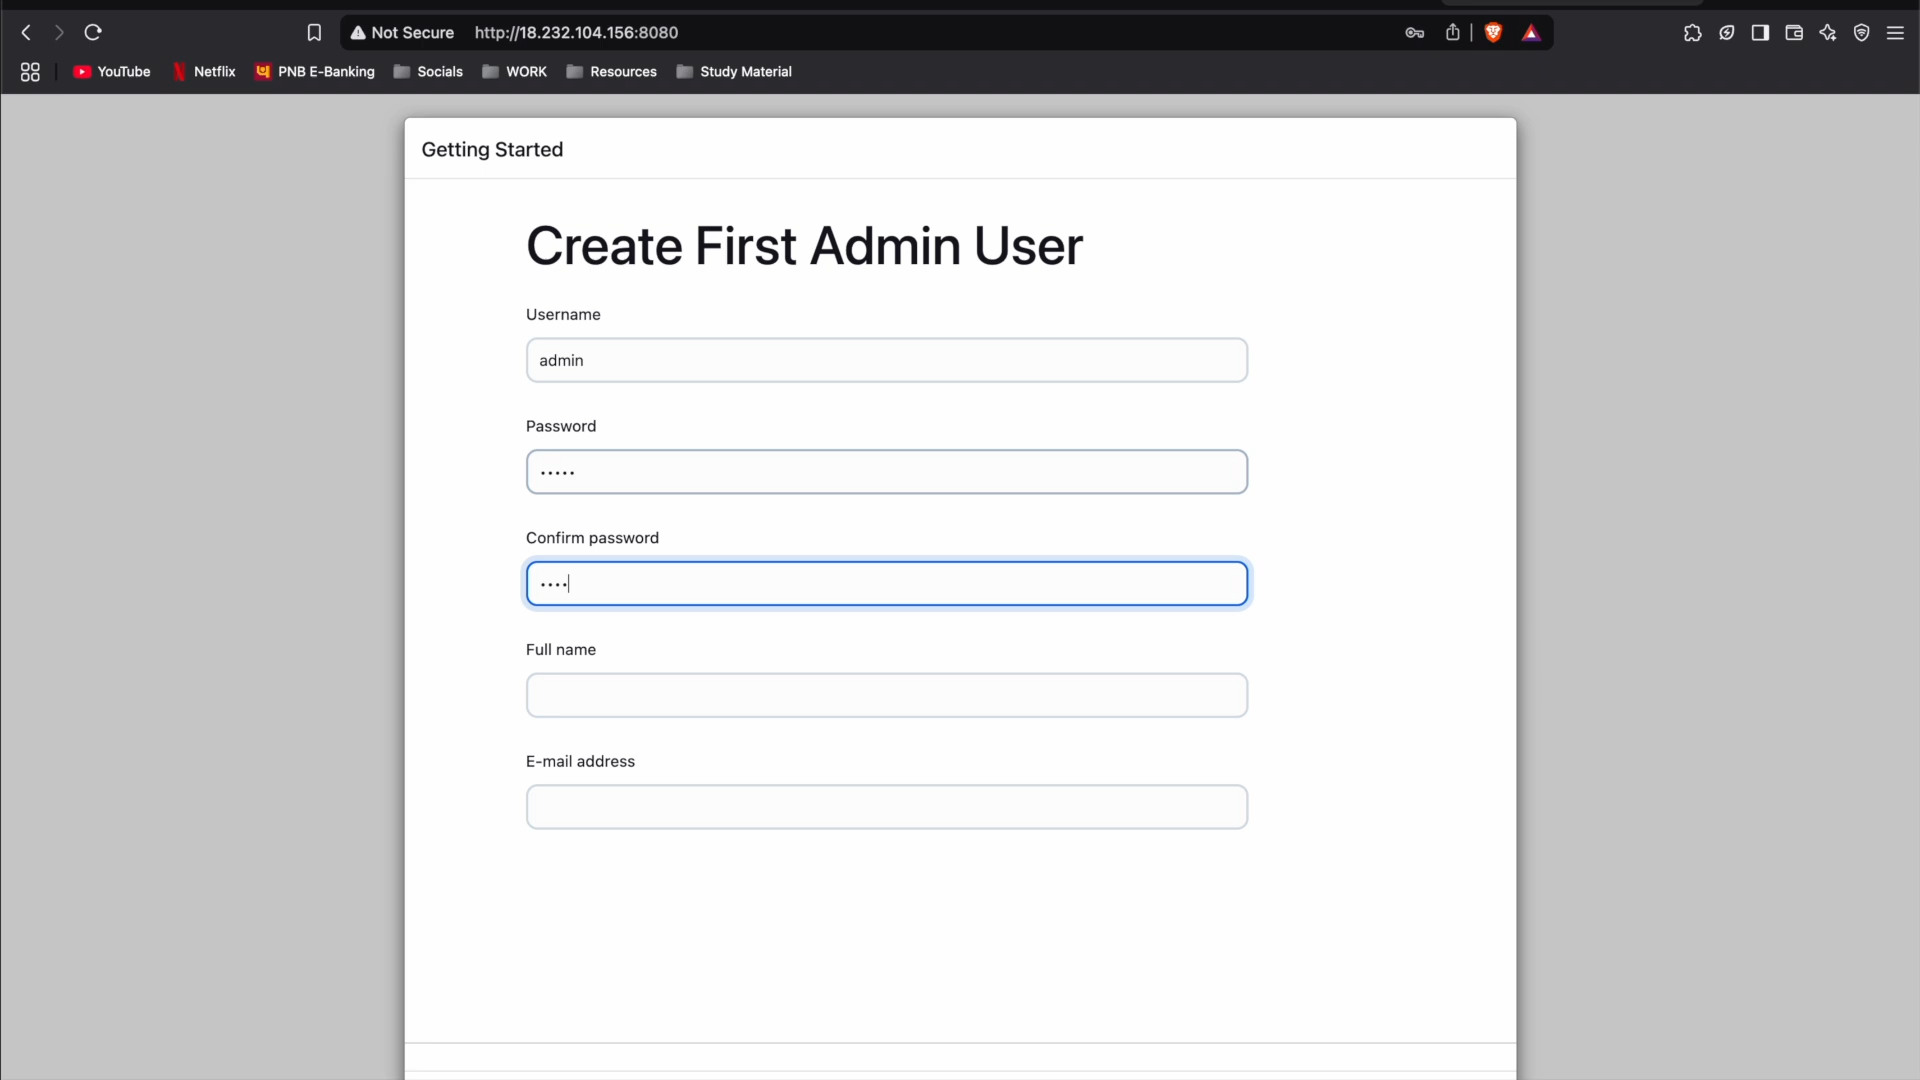 Not Secure http://18.232.104.156:8080
YouTube Netflix PNB E-Banking Socials WORK Resources Study Material
Getting Started
Create First Admin User
Username
admin
Password
•••••
Confirm password
••••
Full name
E-mail address